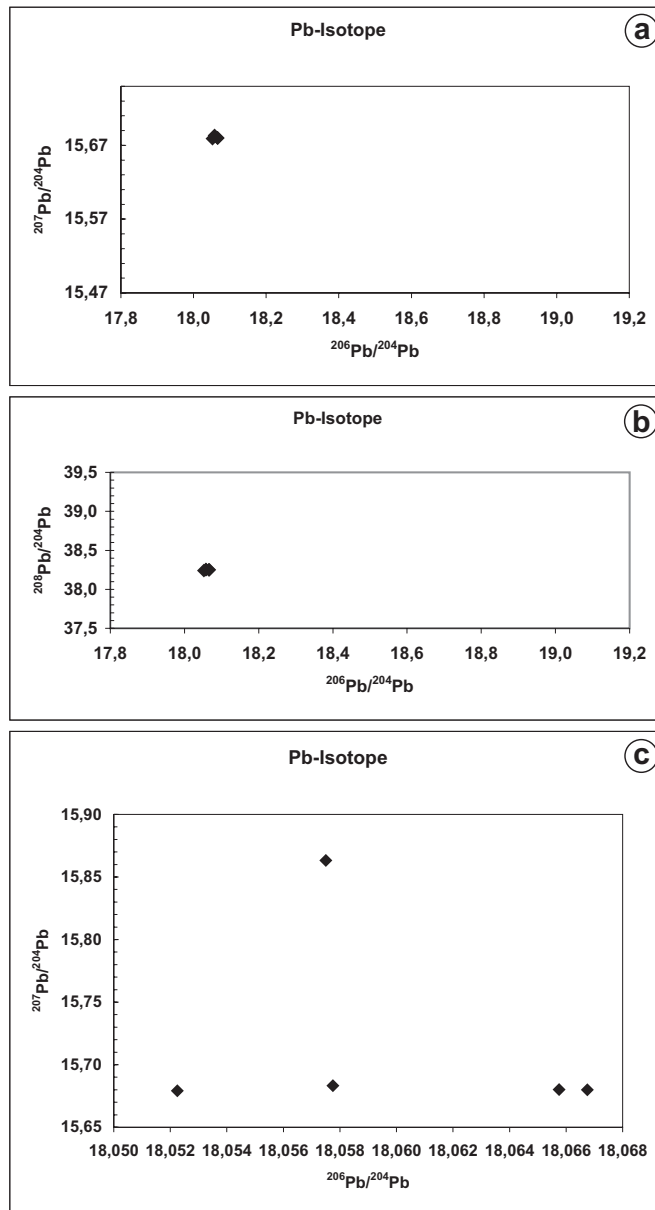 Pb-Isotope
a
15,67
15,57
15,47
²⁰⁷Pb/²⁰⁴Pb
17,8 18,0 18,2 18,4 18,6 18,8 19,0 19,2
²⁰⁶Pb/²⁰⁴Pb
Pb-Isotope
b
39,5
39,0
38,5
38,0
37,5
²⁰⁸Pb/²⁰⁴Pb
17,8 18,0 18,2 18,4 18,6 18,8 19,0 19,2
²⁰⁶Pb/²⁰⁴Pb
Pb-Isotope
c
15,90
15,85
15,80
15,75
15,70
15,65
²⁰⁷Pb/²⁰⁴Pb
18,050 18,052 18,054 18,056 18,058 18,060 18,062 18,064 18,066 18,068
²⁰⁶Pb/²⁰⁴Pb